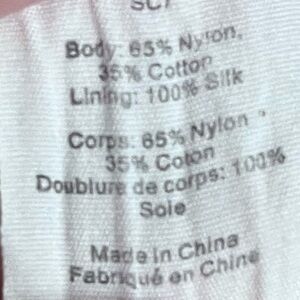 Body: 65% Nylon,
35% Cotton
Lining: 100% Silk
Corps: 65% Nylon
35% Coton
Doublure de corps: 100%
Soie
Made in China
Fabriqué en Chine